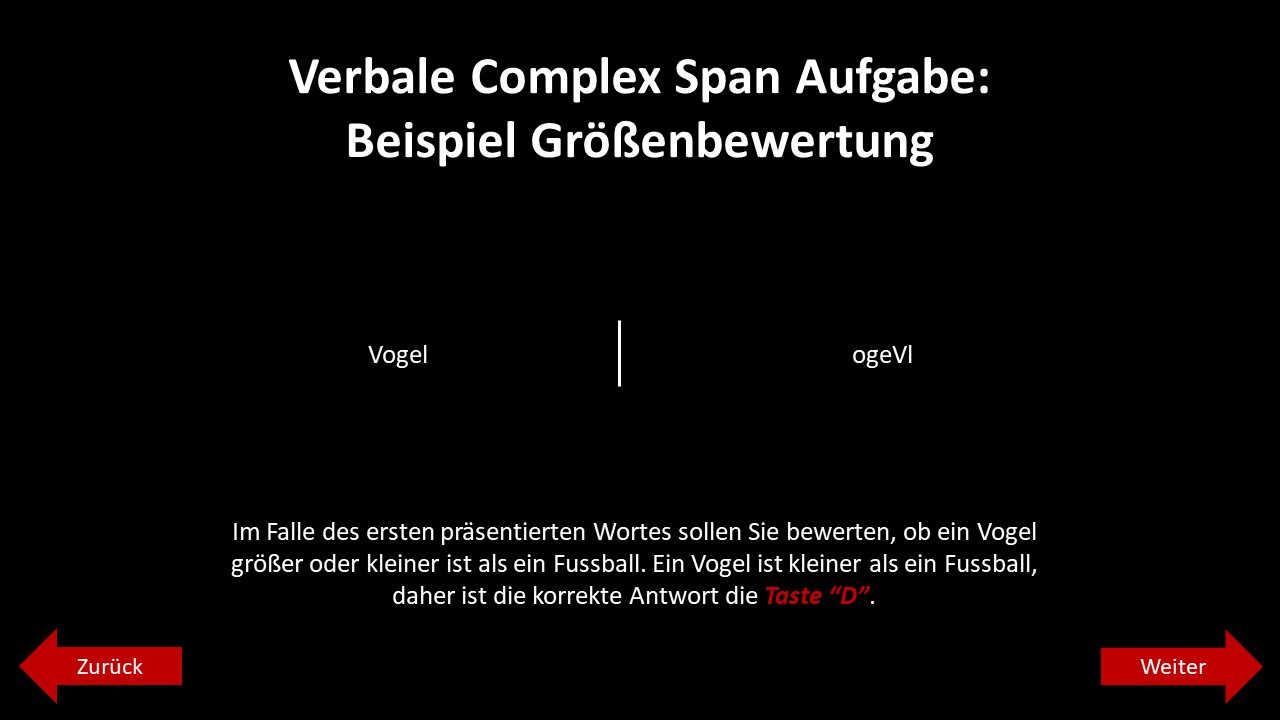 Verbale Complex Span Aufgabe:
Beispiel Größenbewertung
Vogel
ogeVl
Im Falle des ersten präsentierten Wortes sollen Sie bewerten, ob ein Vogel
größer oder kleiner ist als ein Fussball. Ein Vogel ist kleiner als ein Fussball,
daher ist die korrekte Antwort die Taste “D”.
Zurück
Weiter